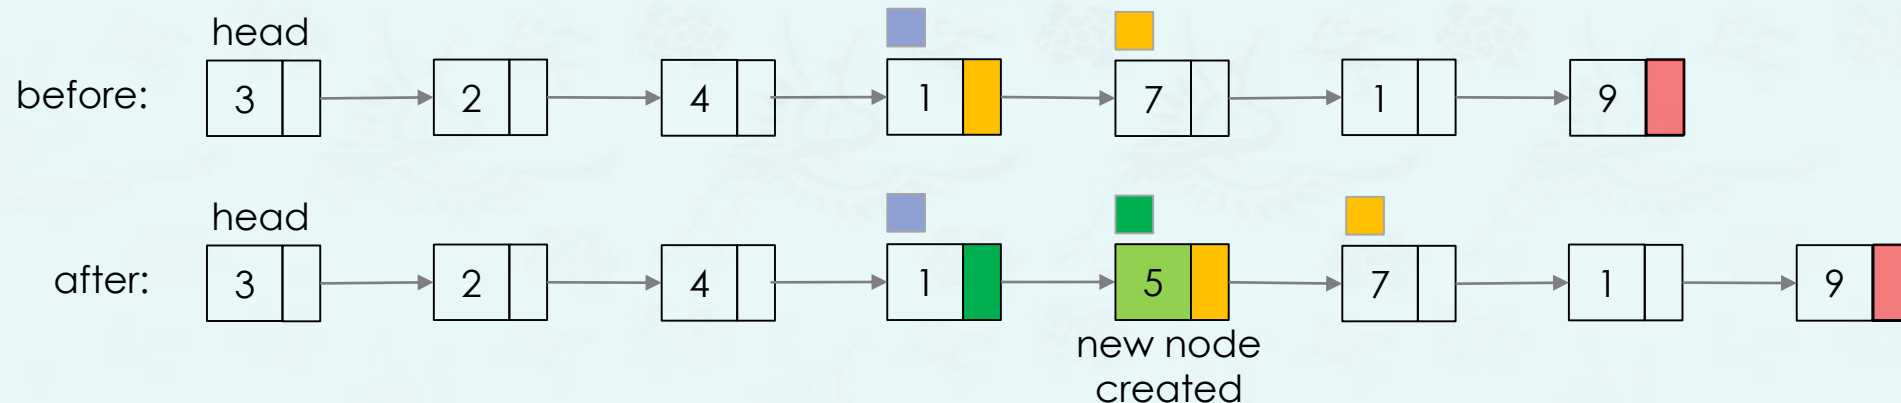 head
before: 3 2 4 1 7 1 9
head
after: 3 2 4 1 5 7 1 9
new node
created